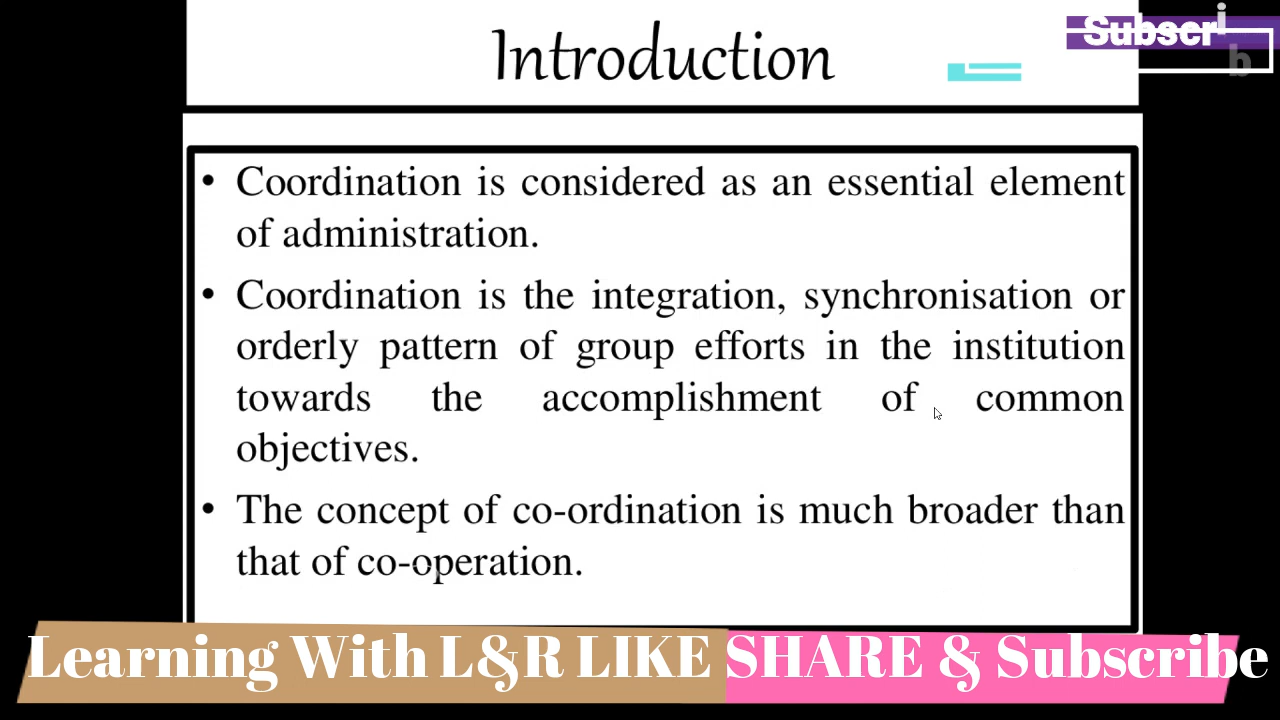 Introduction
Subscri
b
• Coordination is considered as an essential element
of administration.
• Coordination is the integration, synchronisation or
orderly pattern of group efforts in the institution
towards the accomplishment of common
objectives.
• The concept of co-ordination is much broader than
that of co-operation.
Learning With L&R LIKE SHARE & Subscribe